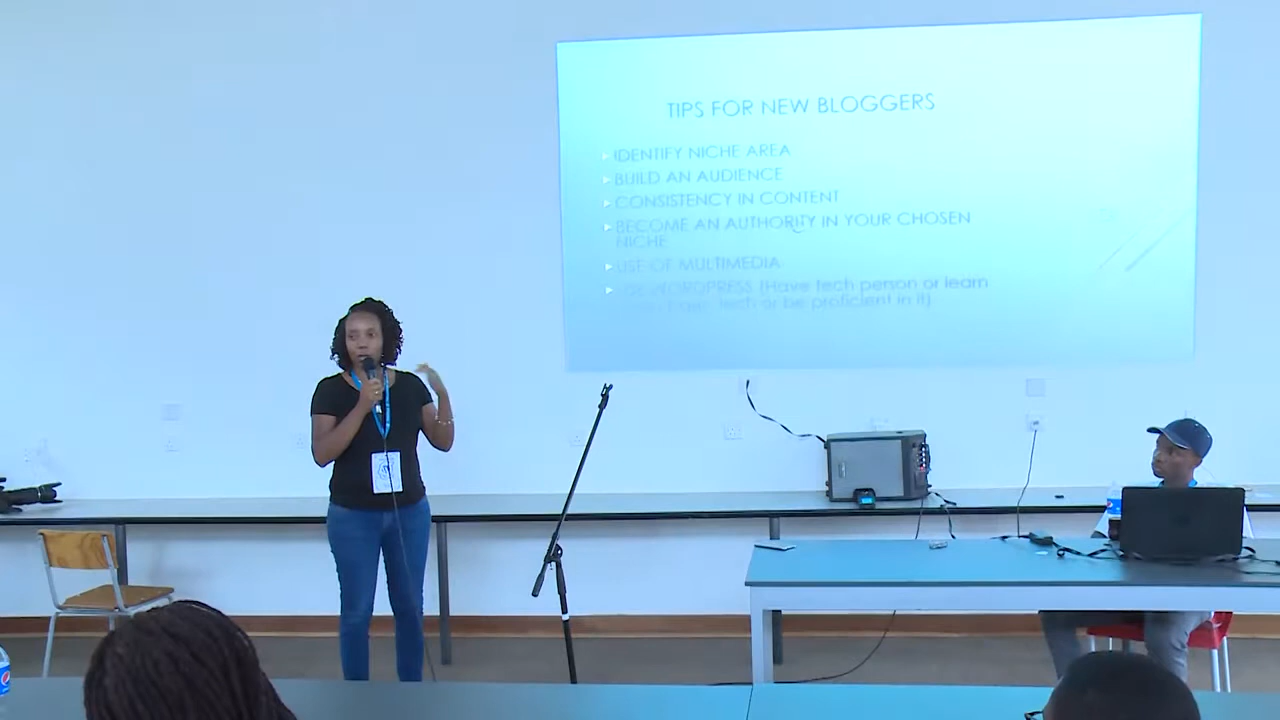 TIPS FOR NEW BLOGGERS
IDENTIFY NICHE AREA
BUILD AN AUDIENCE
CONSISTENCY IN CONTENT
BECOME AN AUTHORITY IN YOUR CHOSEN
NICHE
USE OF MULTIMEDIA
WORDPRESS (Have tech person or learn
tech or be proficient in it)